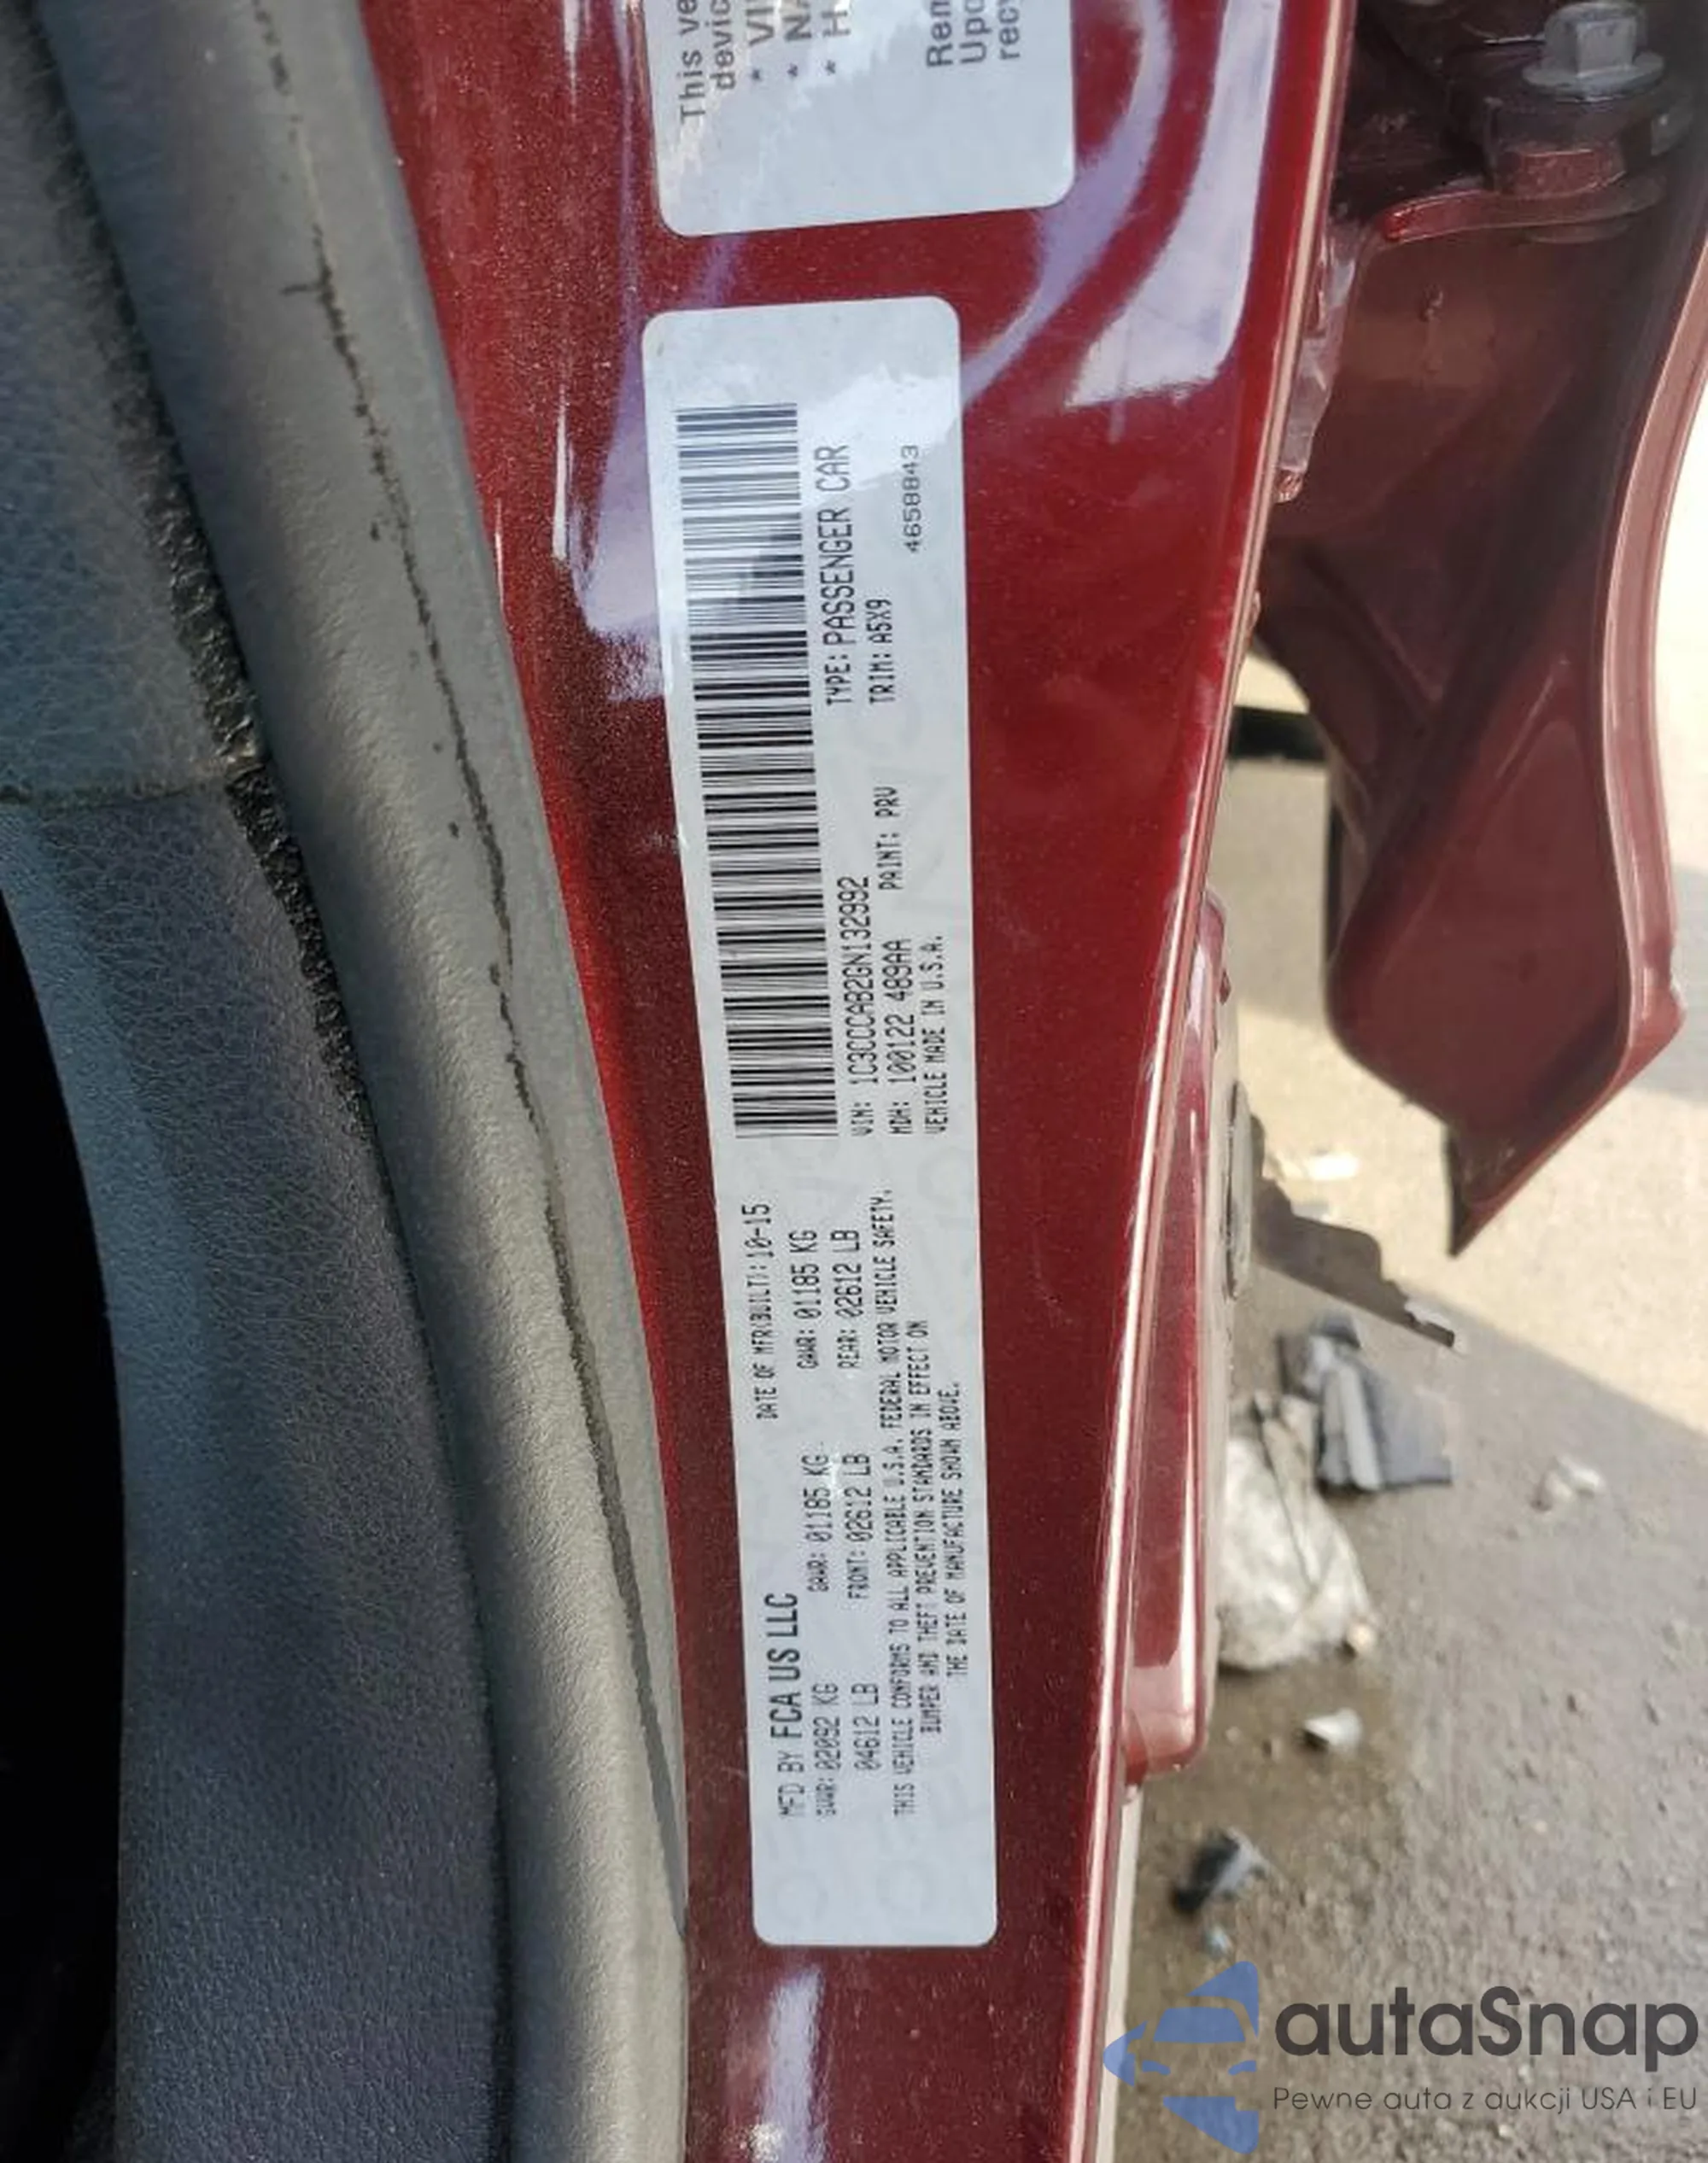 This ve
devic
* VI
* NA
* H
Rem
Upo
recy
MFD BY FCA US LLC
DATE OF MFR(BUILT): 10-15
GVWR: 02092 KG
GAWR: 01185 KG
GAWR: 01185 KG
04612 LB
FRONT: 02612 LB
REAR: 02612 LB
THIS VEHICLE CONFORMS TO ALL APPLICABLE U.S.A. FEDERAL MOTOR VEHICLE SAFETY,
BUMPER AND THEFT PREVENTION STANDARDS IN EFFECT ON
THE DATE OF MANUFACTURE SHOWN ABOVE.
VIN: 1C3CCCAB2GN132992
TYPE: PASSENGER CAR
MDH: 100122 489AA
PAINT: PRV
TRIM: A5X9
VEHICLE MADE IN U.S.A.
4658843
autaSnap
Pewne auta z aukcji USA i EU